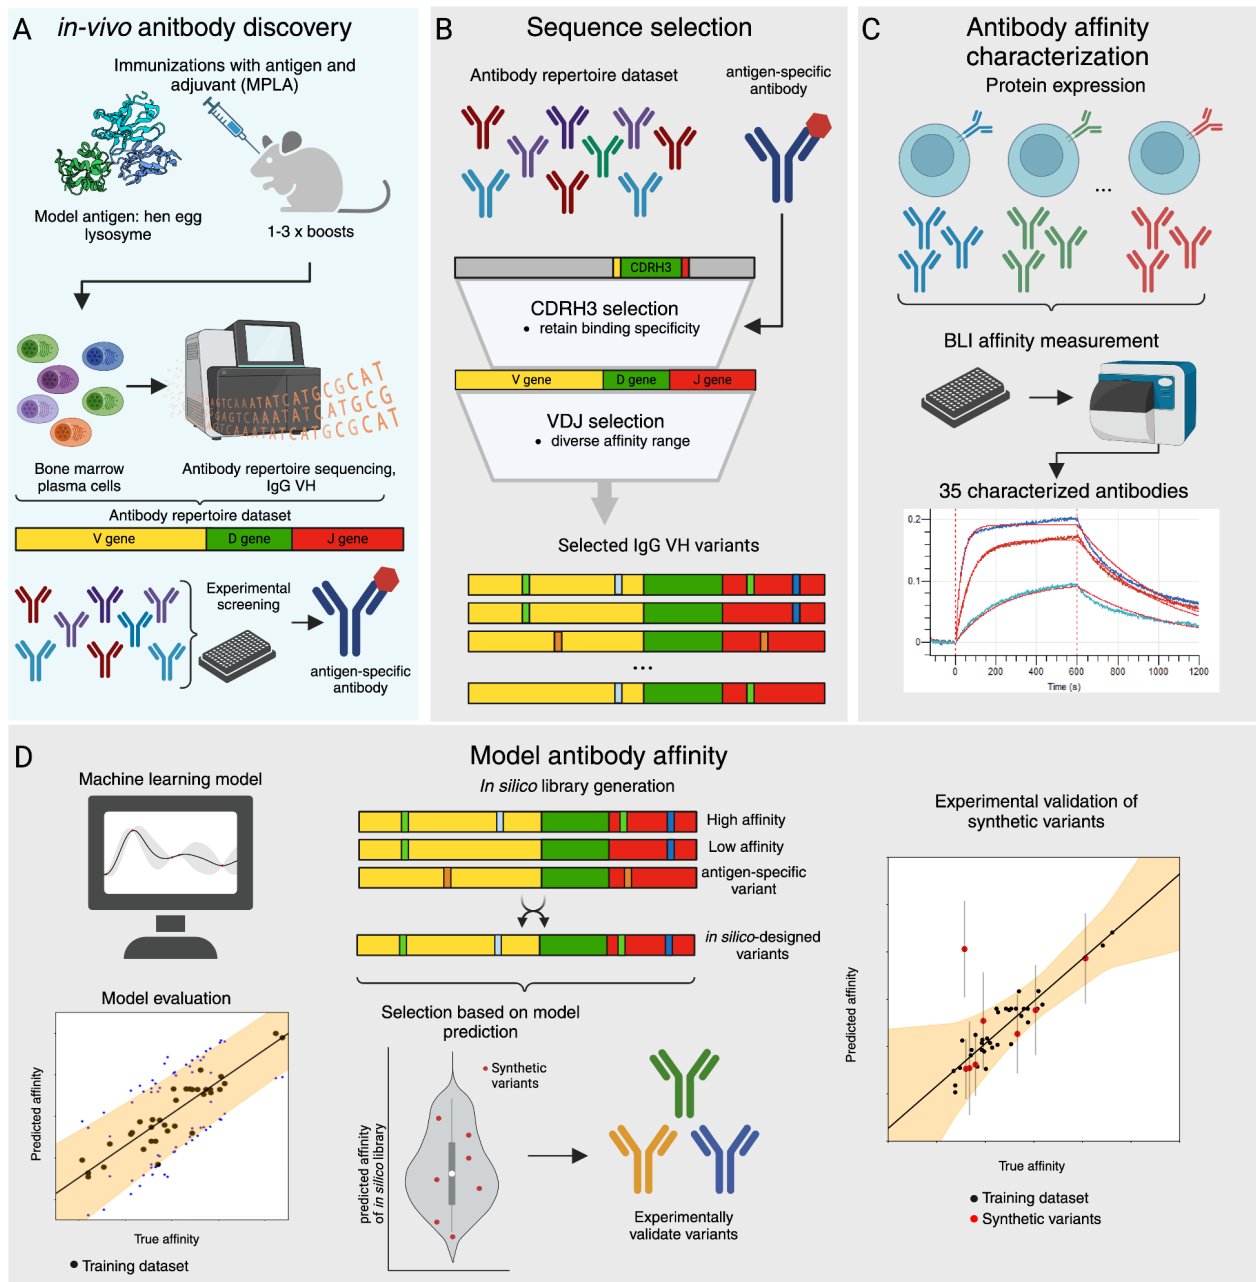 A
in-vivo anitbody discovery
Immunizations with antigen and
adjuvant (MPLA)
Model antigen: hen egg
lysosyme
1-3 x boosts
AGTCAAATATCATGCGCAT
GAGTCAAATATCATGCG
GTCAAATATCATGCGCAT
Bone marrow
plasma cells
Antibody repertoire sequencing,
IgG VH
Antibody repertoire dataset
V gene
D gene
J gene
Experimental
screening
antigen-specific
antibody
B
Sequence selection
Antibody repertoire dataset
antigen-specific
antibody
CDRH3
CDRH3 selection
• retain binding specificity
V gene
D gene
J gene
VDJ selection
• diverse affinity range
Selected IgG VH variants
...
C
Antibody affinity
characterization
Protein expression
...
BLI affinity measurement
35 characterized antibodies
0.2
0.1
0
0
200
400
600
800
1000
1200
Time (s)
D
Model antibody affinity
Machine learning model
Model evaluation
Predicted affinity
True affinity
Training dataset
In silico library generation
High affinity
Low affinity
antigen-specific
variant
in silico-designed
variants
Selection based on model
prediction
Synthetic
variants
predicted affinity
of in silico library
Experimentally
validate variants
Experimental validation of
synthetic variants
Predicted affinity
True affinity
Training dataset
Synthetic variants